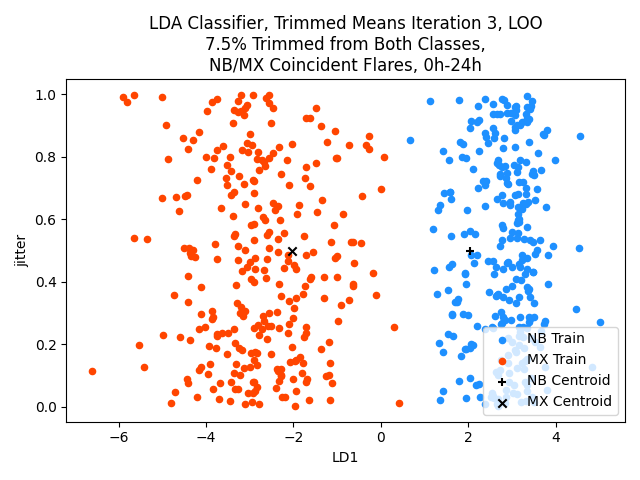 LDA Classifier, Trimmed Means Iteration 3, LOO
7.5% Trimmed from Both Classes,
NB/MX Coincident Flares, 0h-24h
1.0
0.8
0.6
0.4
0.2
0.0
jitter
NB Train
MX Train
NB Centroid
MX Centroid
−6 −4 −2 0 2 4
LD1